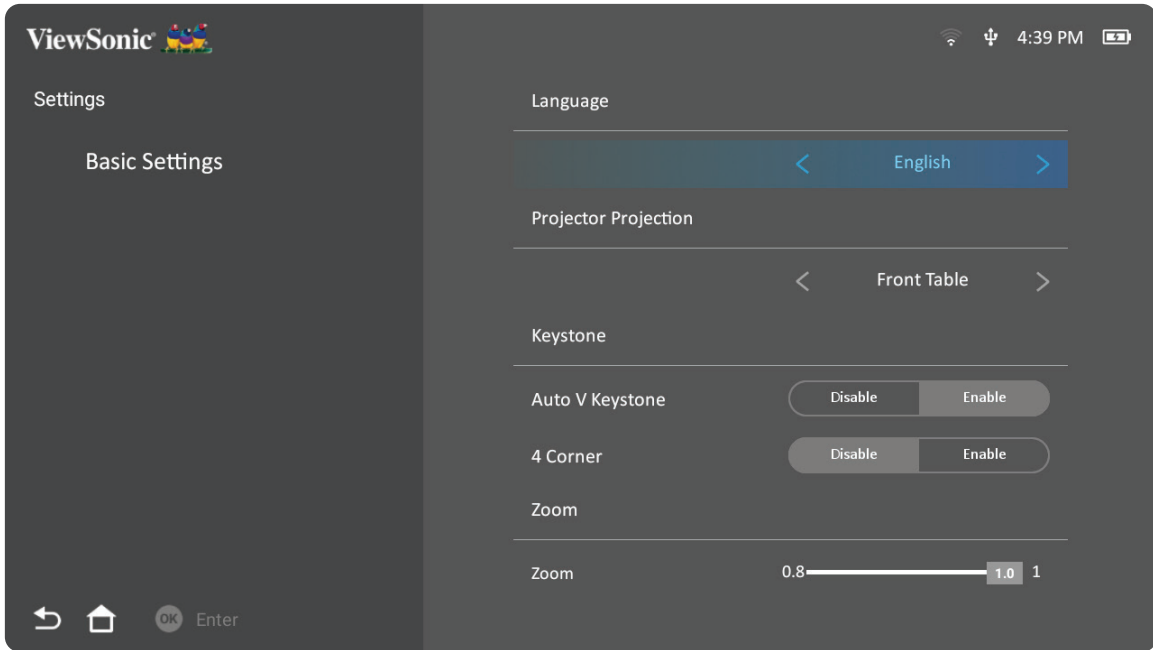 ViewSonic®
4:39 PM
Settings
Basic Settings
Language
< English >
Projector Projection
< Front Table >
Keystone
Auto V Keystone Disable Enable
4 Corner Disable Enable
Zoom
Zoom 0.8 1.0 1
OK Enter